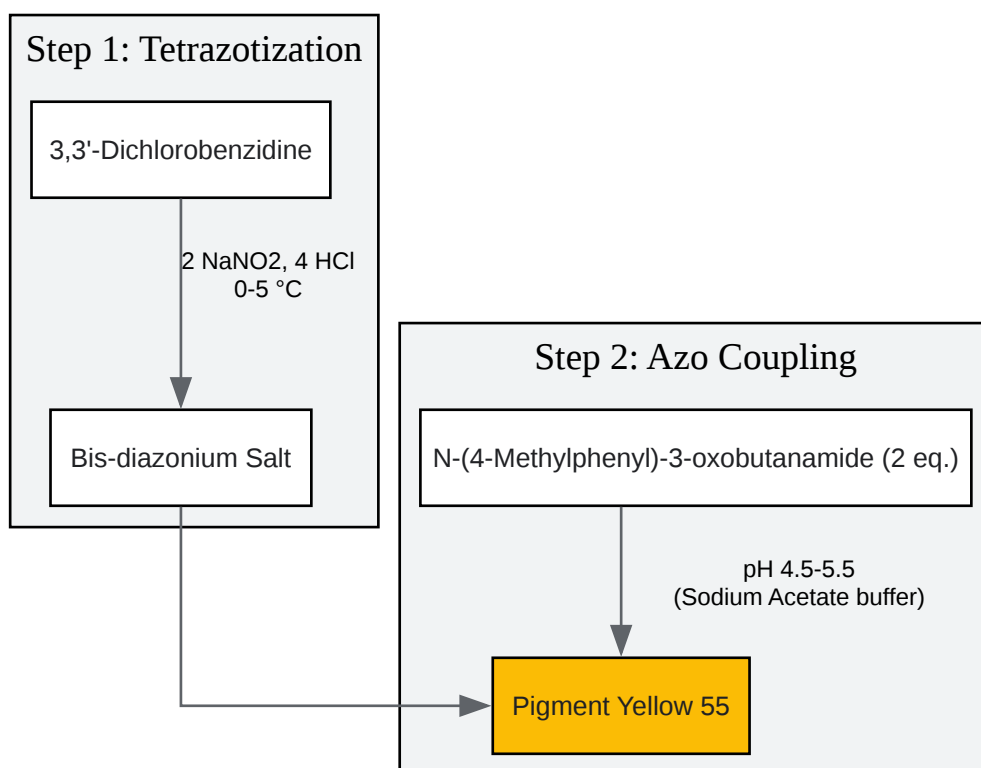 Step 1: Tetrazotization
3,3'-Dichlorobenzidine
2 NaNO2, 4 HCl
0-5 °C
Bis-diazonium Salt
Step 2: Azo Coupling
N-(4-Methylphenyl)-3-oxobutanamide (2 eq.)
pH 4.5-5.5
(Sodium Acetate buffer)
Pigment Yellow 55